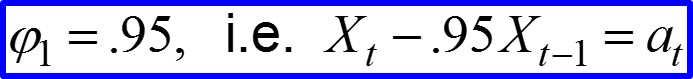 φ₁ = .95, i.e. Xₜ − .95Xₜ₋₁ = aₜ